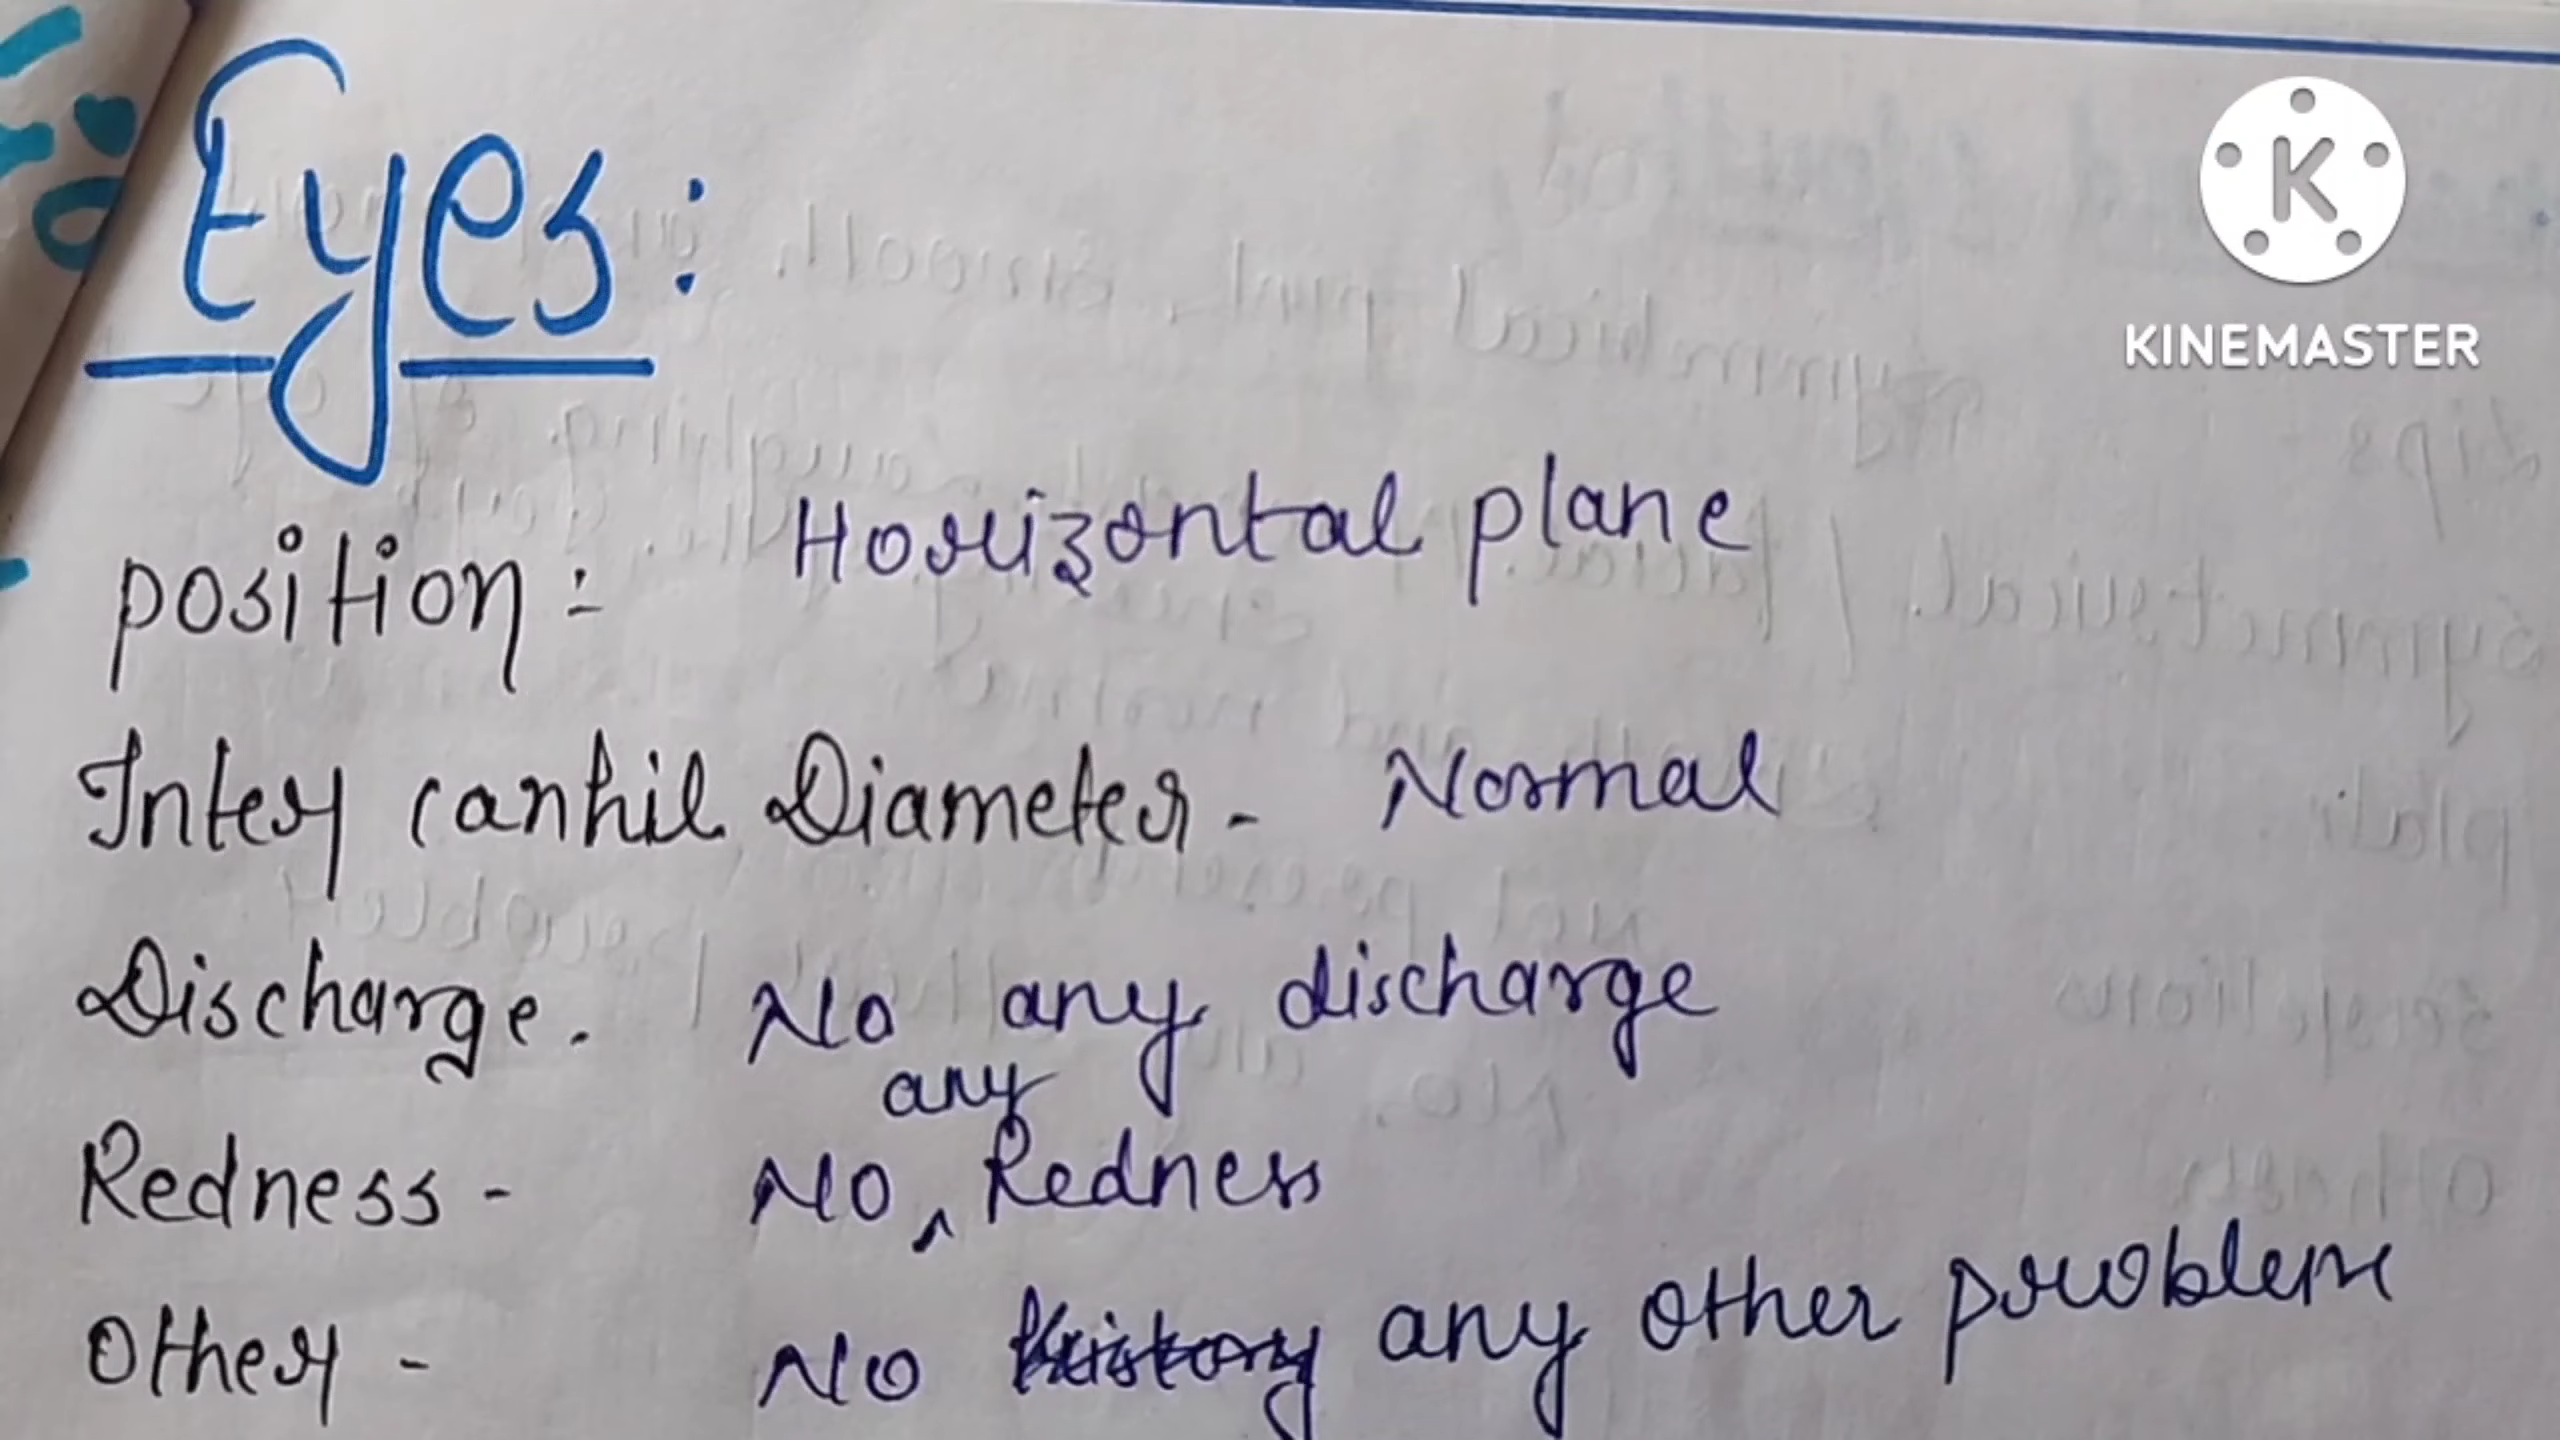 Eyes:
KINEMASTER
position:- Horizontal plane
Inter canhil Diameter - Normal
Discharge. No any discharge
any
Redness - No ^ Redness
Other - No history any other problem